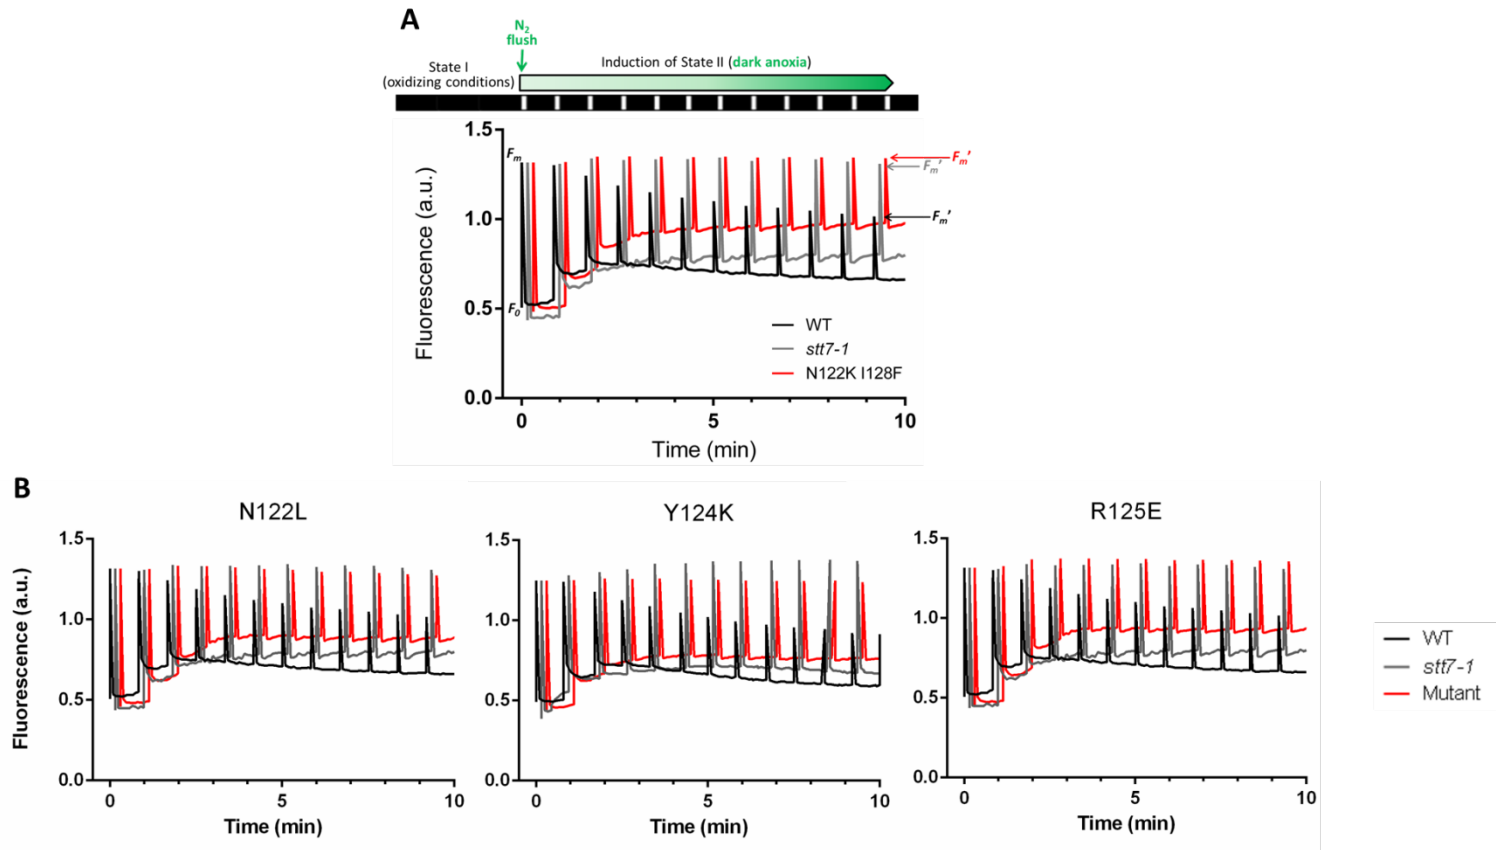 A
N₂
flush
State I
(oxidizing conditions)
Induction of State II (dark anoxia)
Fluorescence (a.u.)
1.5
1.0
0.5
0.0
Fm
F0
Fm'
Fm'
Fm'
WT
stt7-1
N122K I128F
0
5
10
Time (min)
B
N122L
Fluorescence (a.u.)
1.5
1.0
0.5
0.0
0
5
10
Time (min)
Y124K
1.5
1.0
0.5
0.0
0
5
10
Time (min)
R125E
1.5
1.0
0.5
0.0
0
5
10
Time (min)
WT
stt7-1
Mutant